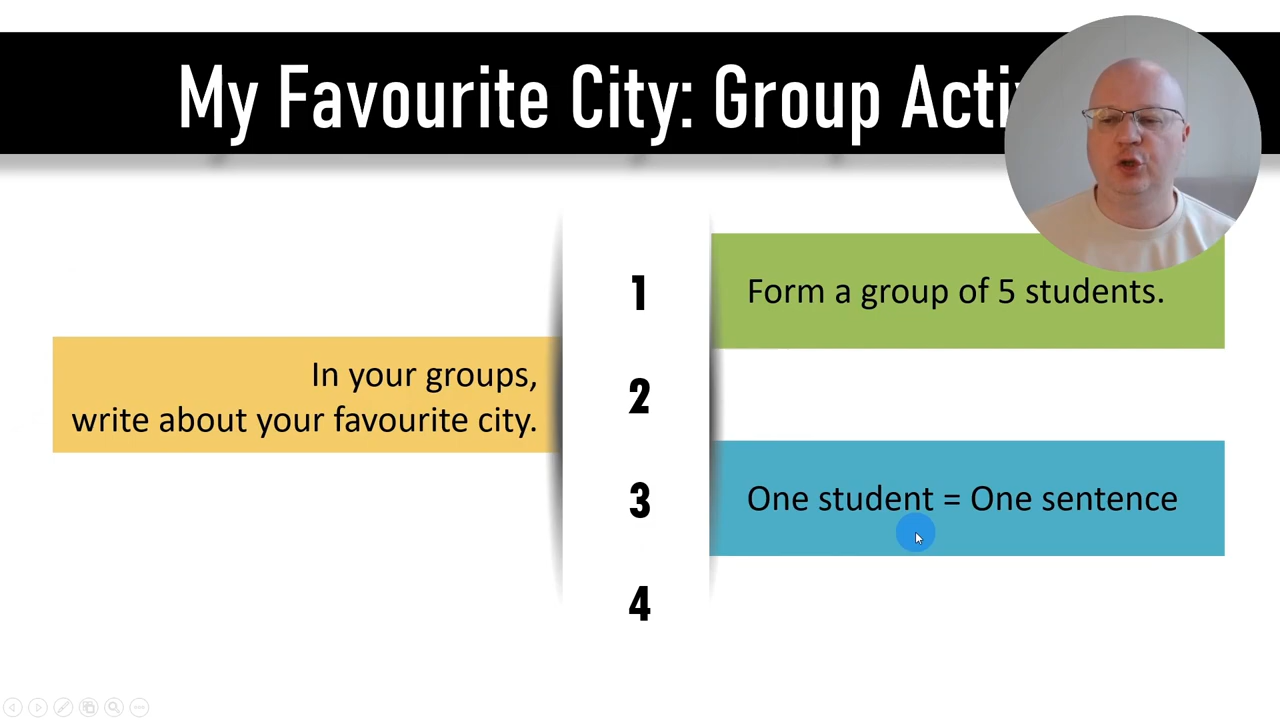 My Favourite City: Group
1
Form a group of 5 students.
In your groups,
write about your favourite city.
2
3
One student = One sentence
4